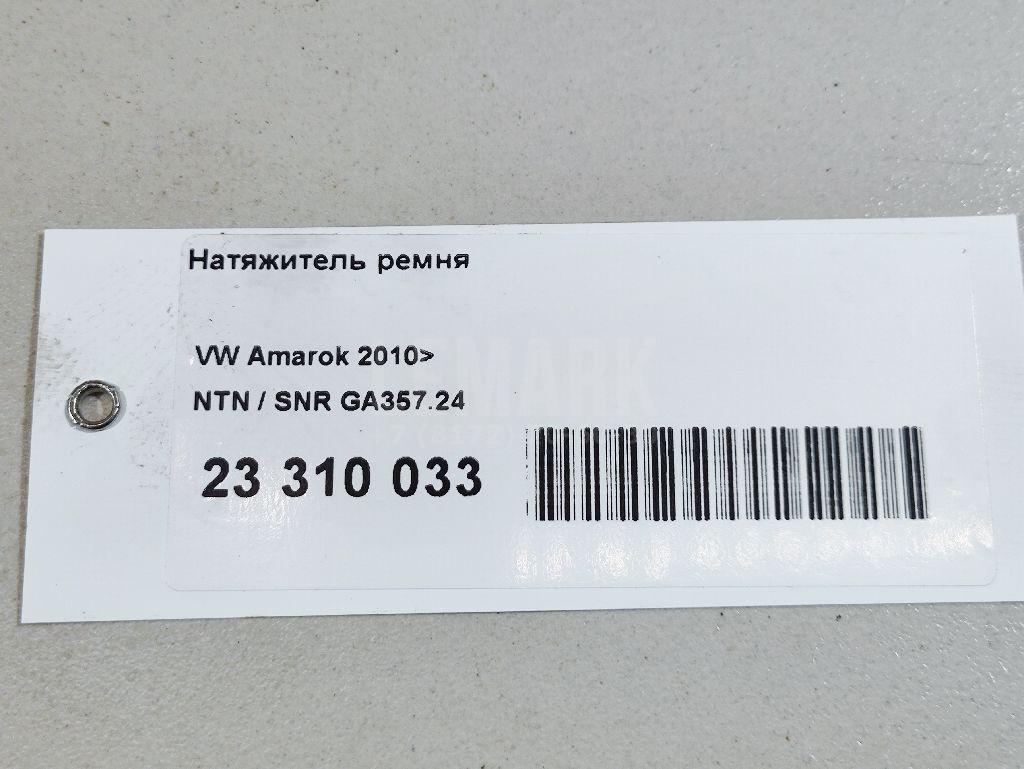 Натяжитель ремня
VW Amarok 2010>
NTN / SNR GA357.24
23 310 033